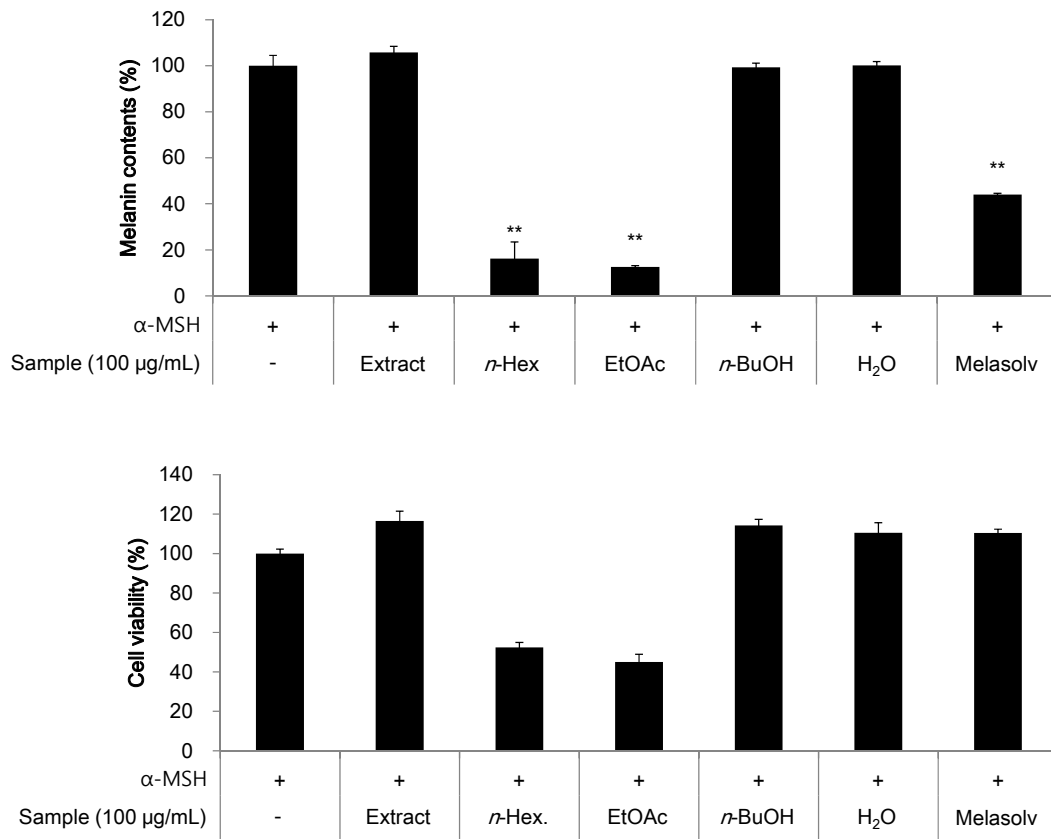 120
100
80
60
40
20
0
Melanin contents (%)
** ** **
α-MSH + + + + + + +
Sample (100 µg/mL) - Extract n-Hex EtOAc n-BuOH H₂O Melasolv
140
120
100
80
60
40
20
0
Cell viability (%)
α-MSH + + + + + + +
Sample (100 µg/mL) - Extract n-Hex. EtOAc n-BuOH H₂O Melasolv